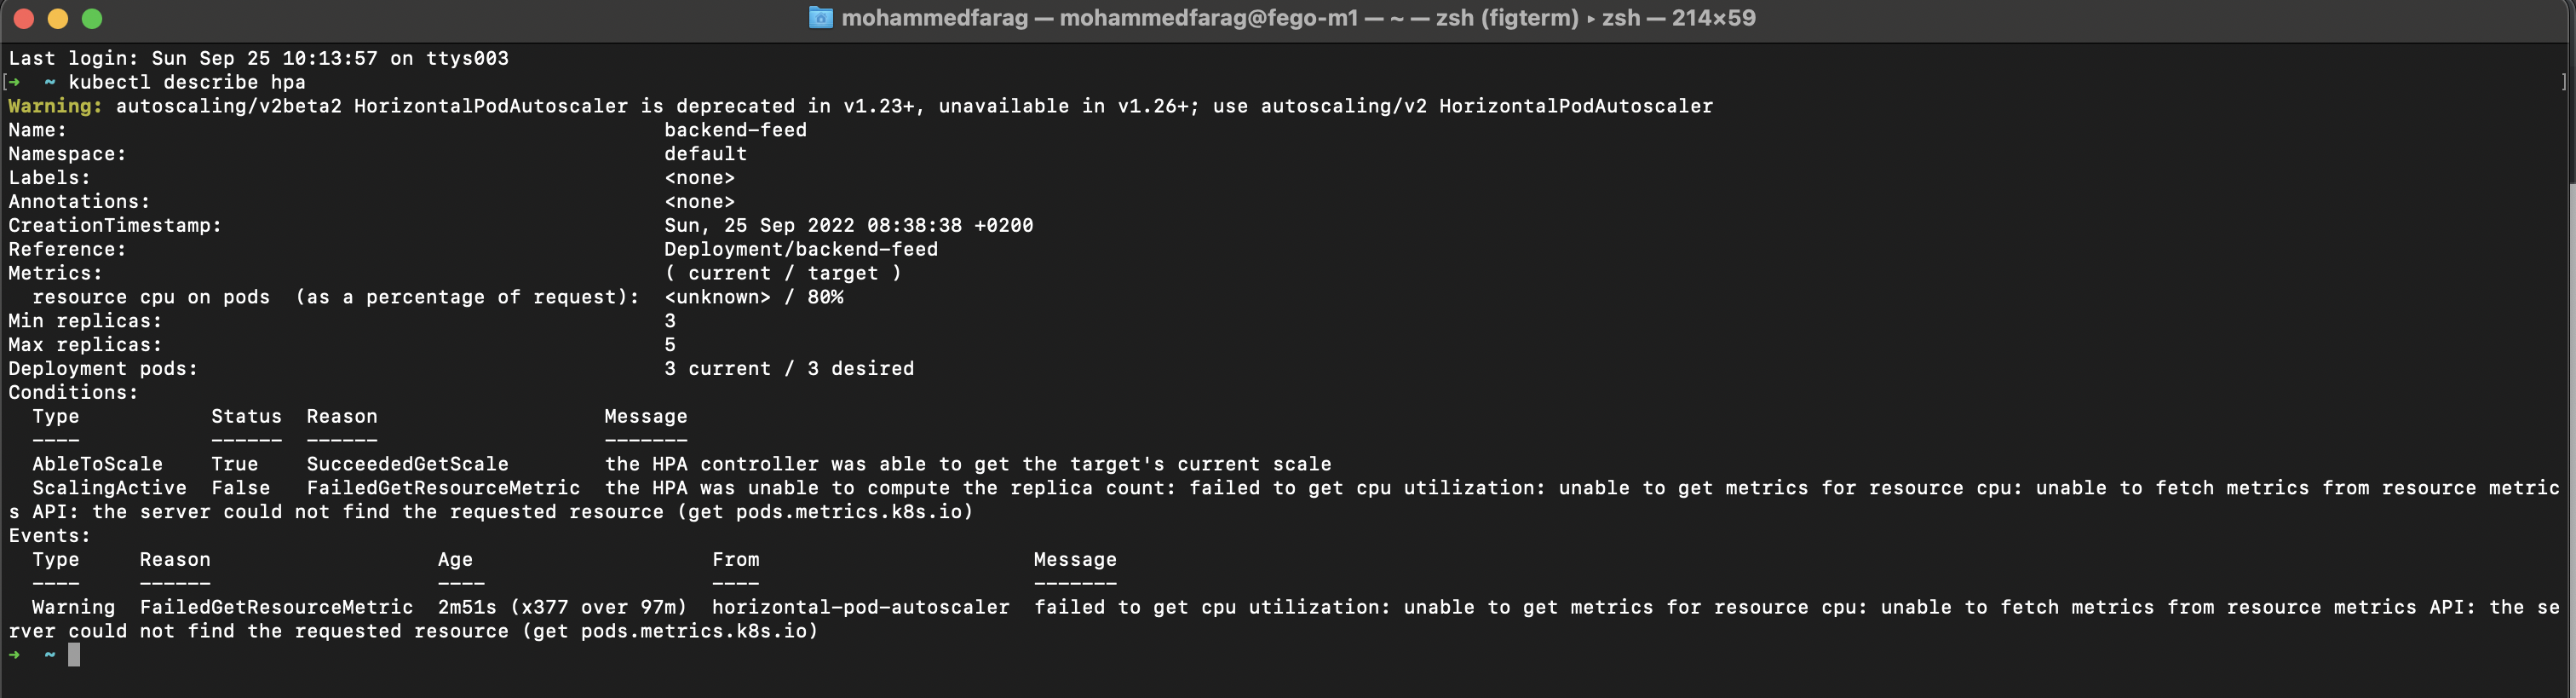 mohammedfarag — mohammedfarag@fego-m1 — ~ — zsh (figterm) ▸ zsh — 214×59
Last login: Sun Sep 25 10:13:57 on ttys003
[➜  ~ kubectl describe hpa ]
Warning: autoscaling/v2beta2 HorizontalPodAutoscaler is deprecated in v1.23+, unavailable in v1.26+; use autoscaling/v2 HorizontalPodAutoscaler
Name:                                                  backend-feed
Namespace:                                             default
Labels:                                                <none>
Annotations:                                           <none>
CreationTimestamp:                                     Sun, 25 Sep 2022 08:38:38 +0200
Reference:                                             Deployment/backend-feed
Metrics:                                               ( current / target )
  resource cpu on pods  (as a percentage of request):  <unknown> / 80%
Min replicas:                                          3
Max replicas:                                          5
Deployment pods:                                       3 current / 3 desired
Conditions:
  Type           Status  Reason                   Message
  ----           ------  ------                   -------
  AbleToScale    True    SucceededGetScale        the HPA controller was able to get the target's current scale
  ScalingActive  False   FailedGetResourceMetric  the HPA was unable to compute the replica count: failed to get cpu utilization: unable to get metrics for resource cpu: unable to fetch metrics from resource metric
s API: the server could not find the requested resource (get pods.metrics.k8s.io)
Events:
  Type     Reason                   Age                    From                       Message
  ----     ------                   ----                   ----                       -------
  Warning  FailedGetResourceMetric  2m51s (x377 over 97m)  horizontal-pod-autoscaler  failed to get cpu utilization: unable to get metrics for resource cpu: unable to fetch metrics from resource metrics API: the se
rver could not find the requested resource (get pods.metrics.k8s.io)
➜  ~